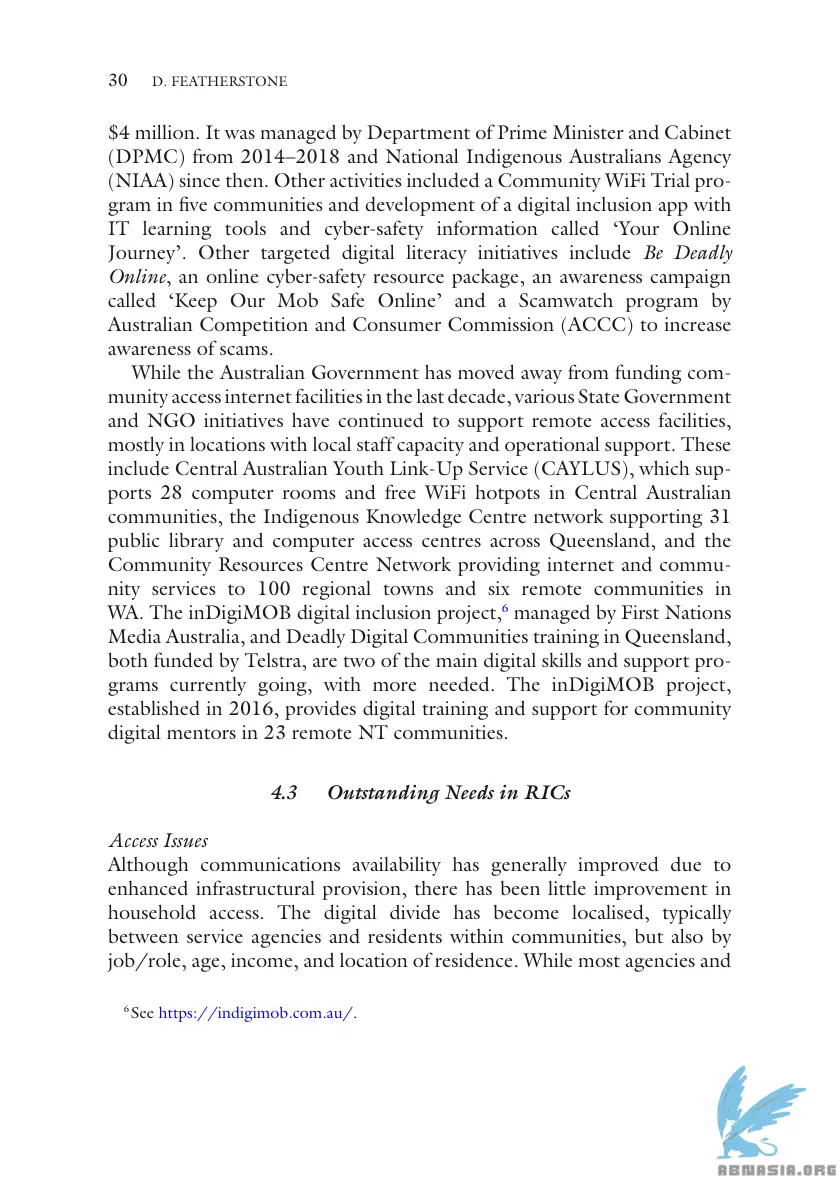 30 D. FEATHERSTONE
$4 million. It was managed by Department of Prime Minister and Cabinet
(DPMC) from 2014–2018 and National Indigenous Australians Agency
(NIAA) since then. Other activities included a Community WiFi Trial pro-
gram in five communities and development of a digital inclusion app with
IT learning tools and cyber-safety information called ‘Your Online
Journey’. Other targeted digital literacy initiatives include Be Deadly
Online, an online cyber-safety resource package, an awareness campaign
called ‘Keep Our Mob Safe Online’ and a Scamwatch program by
Australian Competition and Consumer Commission (ACCC) to increase
awareness of scams.
While the Australian Government has moved away from funding com-
munity access internet facilities in the last decade, various State Government
and NGO initiatives have continued to support remote access facilities,
mostly in locations with local staff capacity and operational support. These
include Central Australian Youth Link-Up Service (CAYLUS), which sup-
ports 28 computer rooms and free WiFi hotpots in Central Australian
communities, the Indigenous Knowledge Centre network supporting 31
public library and computer access centres across Queensland, and the
Community Resources Centre Network providing internet and commu-
nity services to 100 regional towns and six remote communities in
WA. The inDigiMOB digital inclusion project,⁶ managed by First Nations
Media Australia, and Deadly Digital Communities training in Queensland,
both funded by Telstra, are two of the main digital skills and support pro-
grams currently going, with more needed. The inDigiMOB project,
established in 2016, provides digital training and support for community
digital mentors in 23 remote NT communities.
4.3 Outstanding Needs in RICs
Access Issues
Although communications availability has generally improved due to
enhanced infrastructural provision, there has been little improvement in
household access. The digital divide has become localised, typically
between service agencies and residents within communities, but also by
job/role, age, income, and location of residence. While most agencies and
⁶ See https://indigimob.com.au/.
ABNASIA.ORG